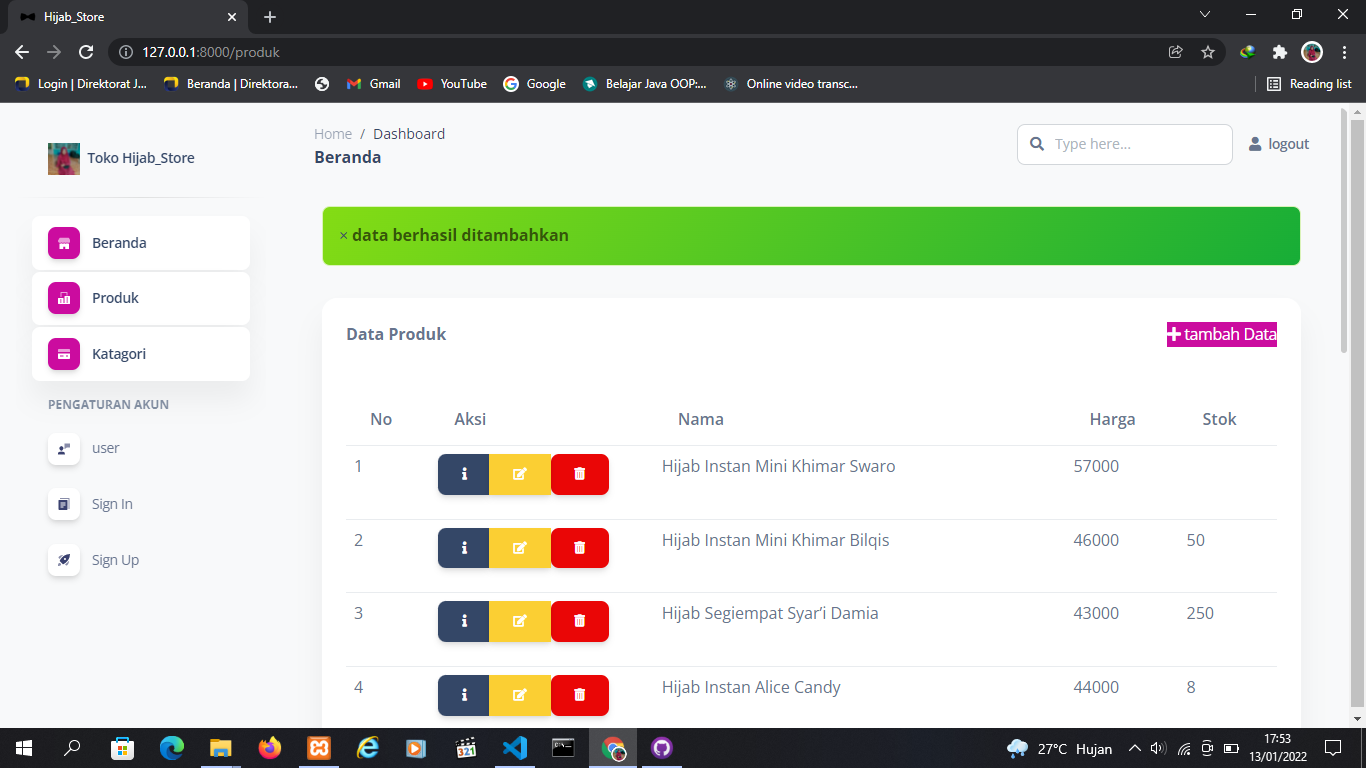 Hijab_Store
127.0.0.1:8000/produk
Login | Direktorat J...
Beranda | Direktora...
Gmail
YouTube
Google
Belajar Java OOP:...
Online video transc...
Reading list
Toko Hijab_Store
Home / Dashboard
Beranda
Type here...
logout
Beranda
Produk
Katagori
PENGATURAN AKUN
user
Sign In
Sign Up
× data berhasil ditambahkan
Data Produk
tambah Data
No Aksi Nama Harga Stok
1 Hijab Instan Mini Khimar Swaro 57000
2 Hijab Instan Mini Khimar Bilqis 46000 50
3 Hijab Segiempat Syar’i Damia 43000 250
4 Hijab Instan Alice Candy 44000 8
321
27°C Hujan
17:53
13/01/2022